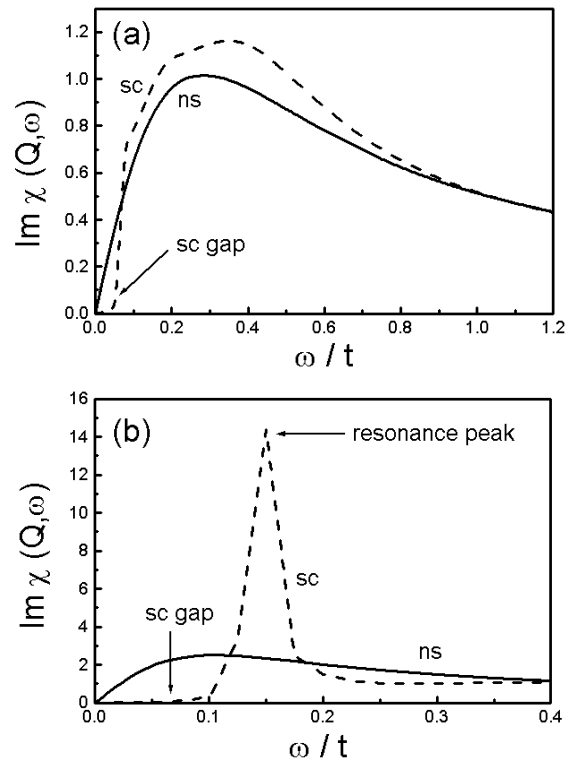 (a)
1.2
1.0
0.8
0.6
0.4
0.2
0.0
Im χ (Q,ω)
sc
ns
sc gap
0.0 0.2 0.4 0.6 0.8 1.0 1.2
ω / t
(b)
16
14
12
10
8
6
4
2
0
Im χ (Q,ω)
resonance peak
sc
sc gap
ns
0.0 0.1 0.2 0.3 0.4
ω / t